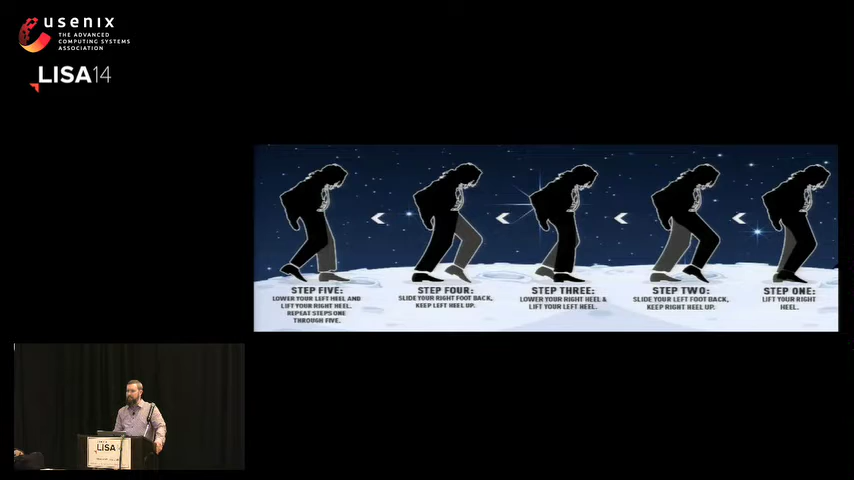 usenix
THE ADVANCED
COMPUTING SYSTEMS
ASSOCIATION
LISA14
STEP FIVE:
LOWER YOUR LEFT HEEL AND
LIFT YOUR RIGHT HEEL.
REPEAT STEPS ONE
THROUGH FIVE.
STEP FOUR:
SLIDE YOUR RIGHT FOOT BACK,
KEEP LEFT HEEL UP.
STEP THREE:
LOWER YOUR RIGHT HEEL &
LIFT YOUR LEFT HEEL.
STEP TWO:
SLIDE YOUR LEFT FOOT BACK,
KEEP RIGHT HEEL UP.
STEP ONE:
LIFT YOUR RIGHT
HEEL.
LISA